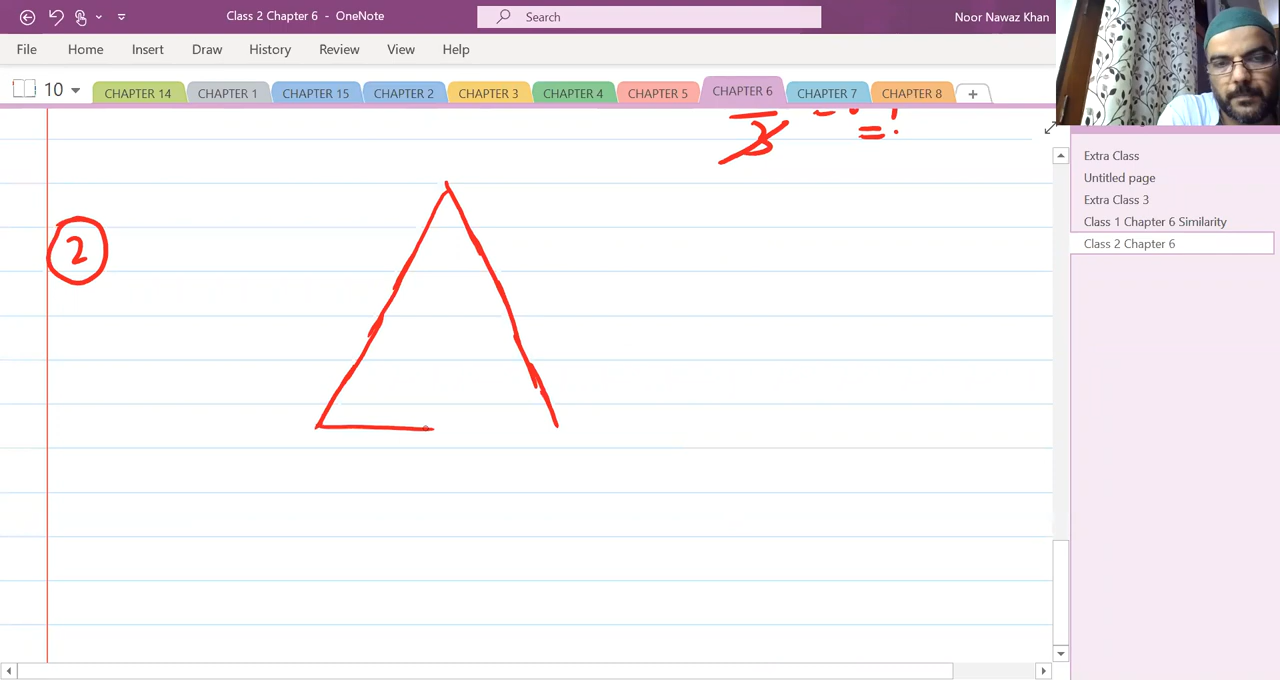 Class 2 Chapter 6 - OneNote
Search
Noor Nawaz Khan
File Home Insert Draw History Review View Help
10 CHAPTER 14 CHAPTER 1 CHAPTER 15 CHAPTER 2 CHAPTER 3 CHAPTER 4 CHAPTER 5 CHAPTER 6 CHAPTER 7 CHAPTER 8 +
Extra Class
Untitled page
Extra Class 3
Class 1 Chapter 6 Similarity
Class 2 Chapter 6
2